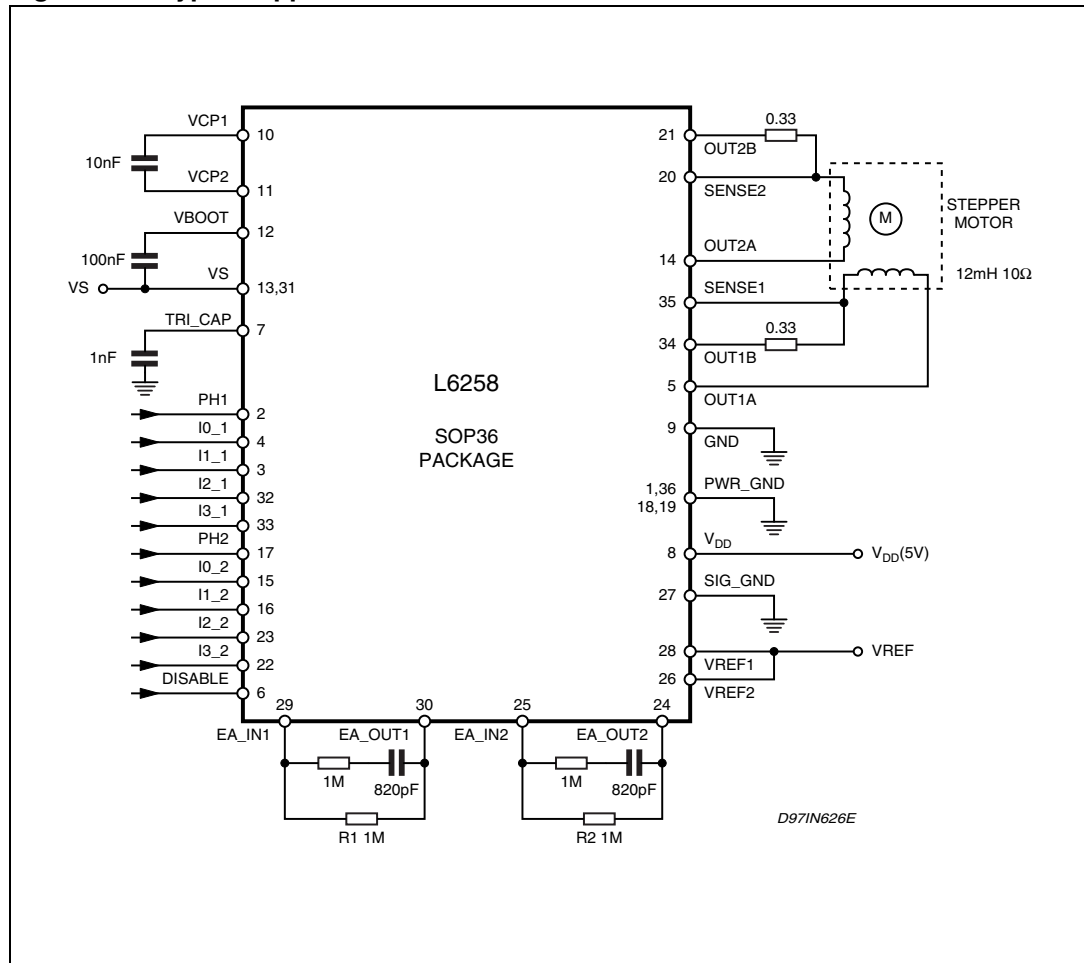 VCP1
10
10nF
VCP2
11
VBOOT
12
100nF
VS
VS
13,31
TRI_CAP
7
1nF
PH1
2
I0_1
4
I1_1
3
I2_1
32
I3_1
33
PH2
17
I0_2
15
I1_2
16
I2_2
23
I3_2
22
DISABLE
6
L6258
SOP36
PACKAGE
21
0.33
OUT2B
20
SENSE2
M
STEPPER
MOTOR
OUT2A
14
12mH 10Ω
SENSE1
35
0.33
34
OUT1B
5
OUT1A
9
GND
1,36
18,19
PWR_GND
VDD
8
VDD(5V)
SIG_GND
27
28
VREF1
VREF
26
VREF2
29
30
25
24
EA_IN1
EA_OUT1
EA_IN2
EA_OUT2
1M
820pF
1M
820pF
R1 1M
R2 1M
D97IN626E